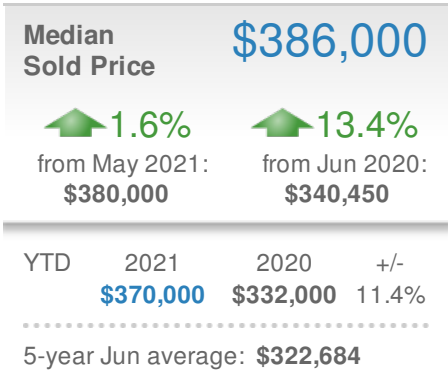 Median
Sold Price
$386,000
1.6%
13.4%
from May 2021:
from Jun 2020:
$380,000
$340,450
YTD 2021 2020 +/-
$370,000 $332,000 11.4%
5-year Jun average: $322,684